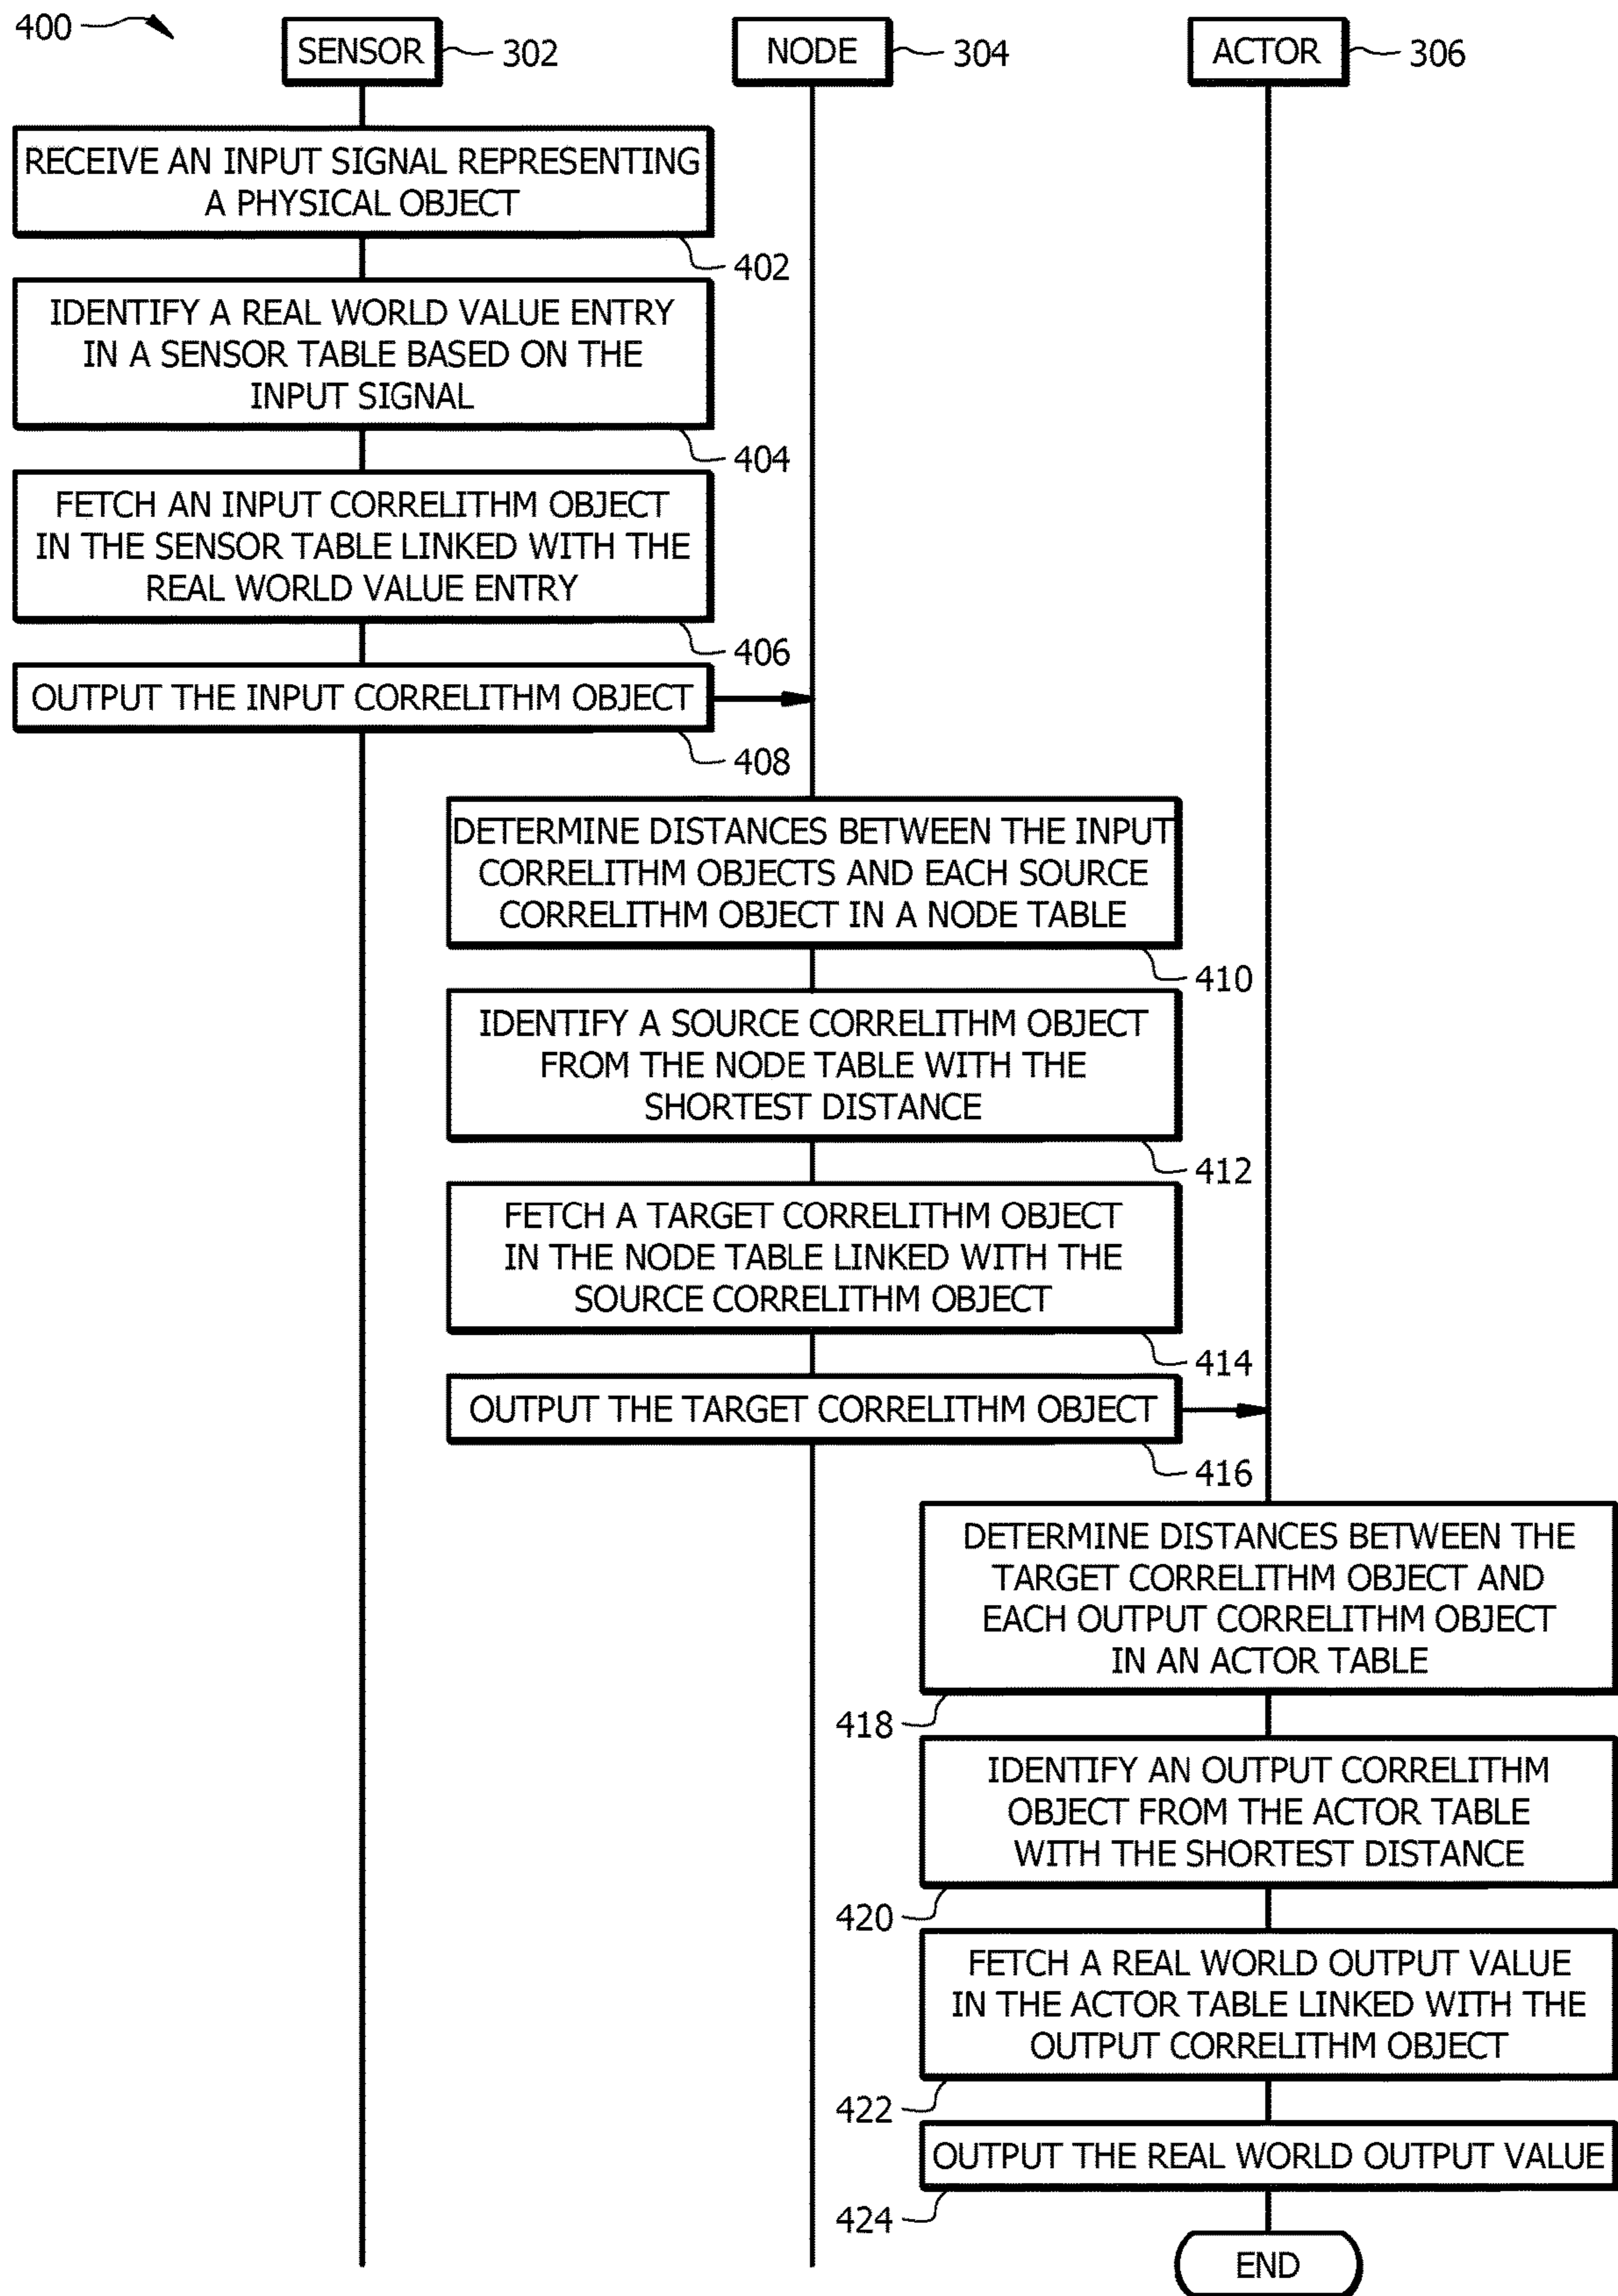 400
SENSOR
302
NODE
304
ACTOR
306
RECEIVE AN INPUT SIGNAL REPRESENTING
A PHYSICAL OBJECT
402
IDENTIFY A REAL WORLD VALUE ENTRY
IN A SENSOR TABLE BASED ON THE
INPUT SIGNAL
404
FETCH AN INPUT CORRELITHM OBJECT
IN THE SENSOR TABLE LINKED WITH THE
REAL WORLD VALUE ENTRY
406
OUTPUT THE INPUT CORRELITHM OBJECT
408
DETERMINE DISTANCES BETWEEN THE INPUT
CORRELITHM OBJECTS AND EACH SOURCE
CORRELITHM OBJECT IN A NODE TABLE
410
IDENTIFY A SOURCE CORRELITHM OBJECT
FROM THE NODE TABLE WITH THE
SHORTEST DISTANCE
412
FETCH A TARGET CORRELITHM OBJECT
IN THE NODE TABLE LINKED WITH THE
SOURCE CORRELITHM OBJECT
414
OUTPUT THE TARGET CORRELITHM OBJECT
416
DETERMINE DISTANCES BETWEEN THE
TARGET CORRELITHM OBJECT AND
EACH OUTPUT CORRELITHM OBJECT
IN AN ACTOR TABLE
418
IDENTIFY AN OUTPUT CORRELITHM
OBJECT FROM THE ACTOR TABLE
WITH THE SHORTEST DISTANCE
420
FETCH A REAL WORLD OUTPUT VALUE
IN THE ACTOR TABLE LINKED WITH THE
OUTPUT CORRELITHM OBJECT
422
OUTPUT THE REAL WORLD OUTPUT VALUE
424
END